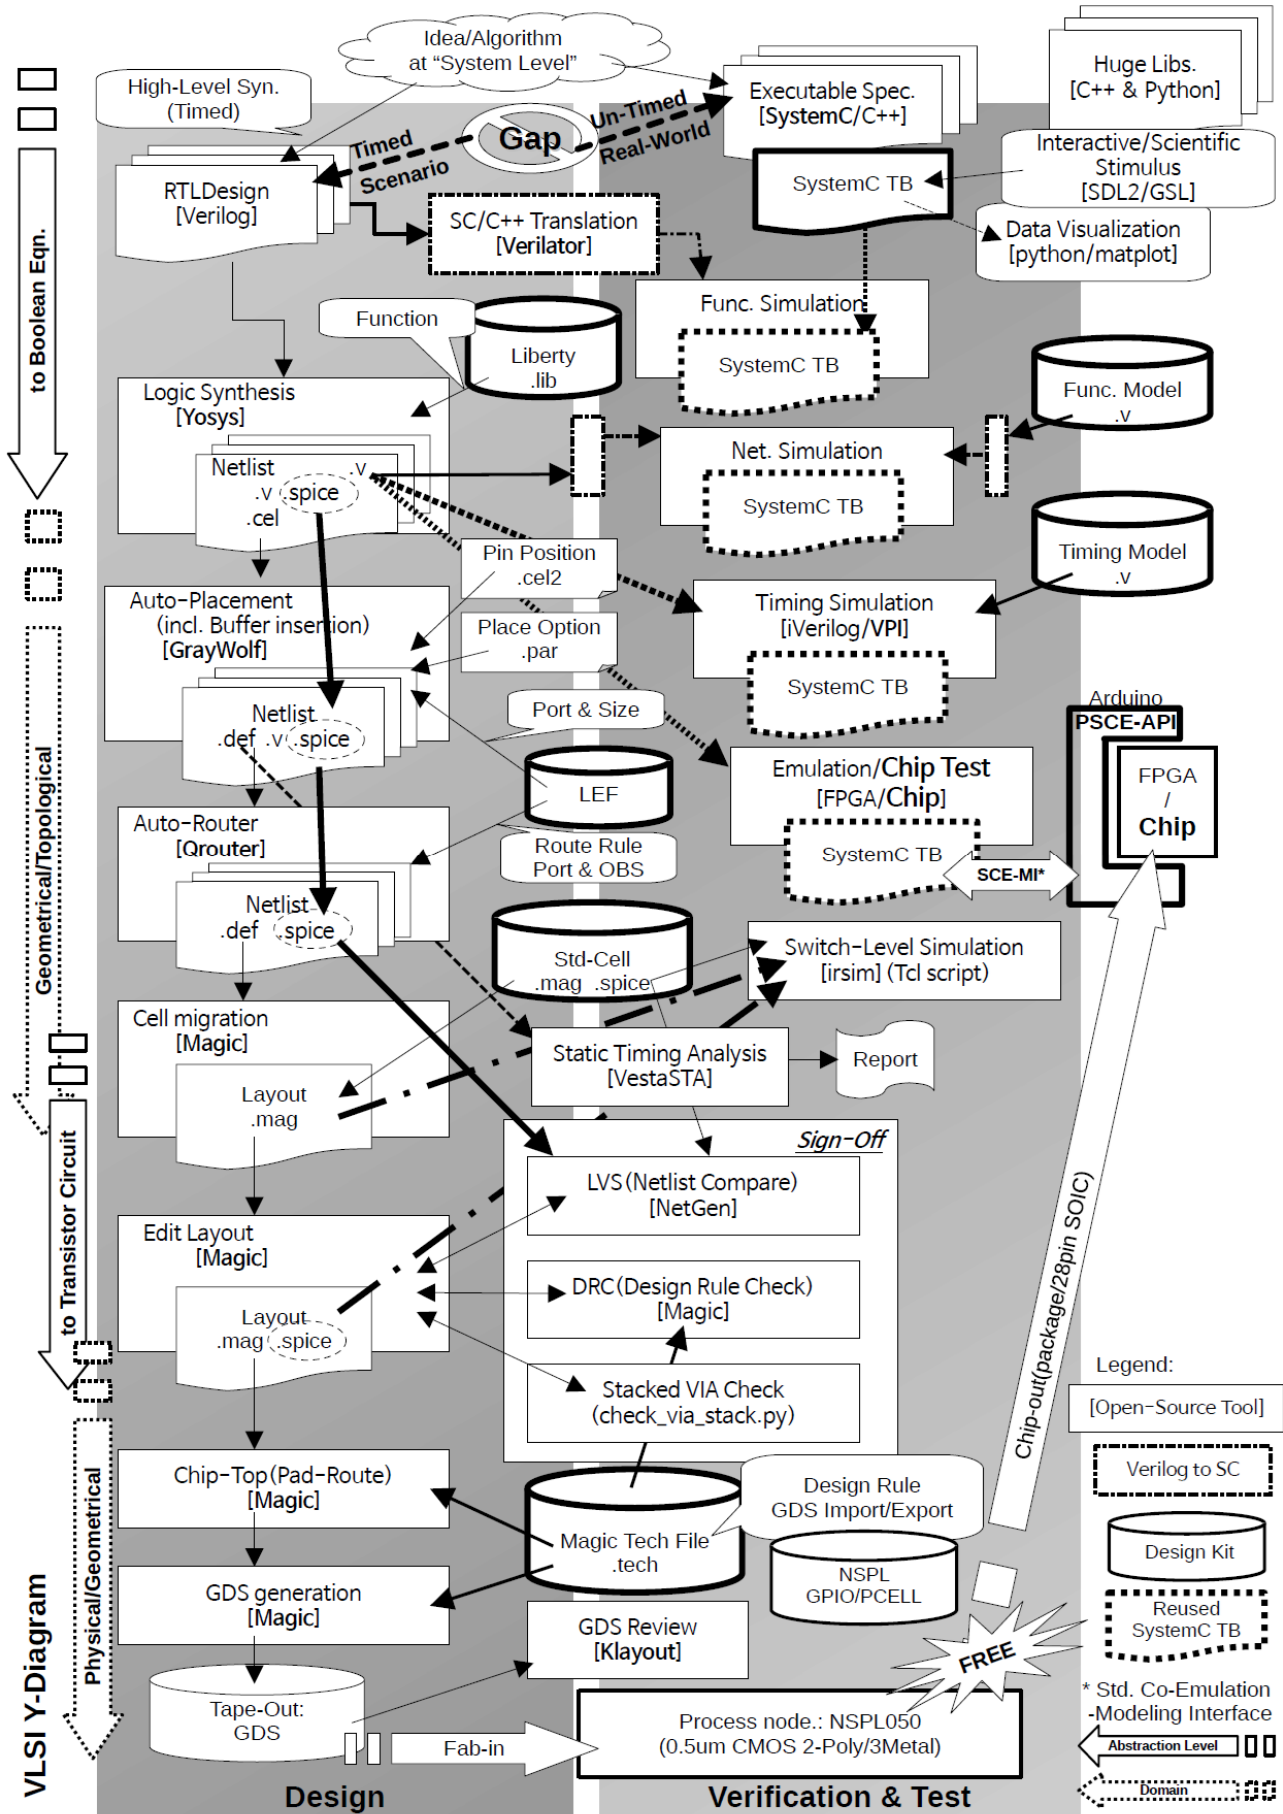 Idea/Algorithm
at “System Level”
High-Level Syn.
(Timed)
Executable Spec.
[SystemC/C++]
Huge Libs.
[C++ & Python]
Gap
Un-Timed
Real-World
Timed
Scenario
RTLDesign
[Verilog]
SC/C++ Translation
[Verilator]
SystemC TB
Interactive/Scientific
Stimulus
[SDL2/GSL]
Data Visualization
[python/matplot]
to Boolean Eqn.
Function
Liberty
.lib
Func. Simulation
SystemC TB
Func. Model
.v
Logic Synthesis
[Yosys]
Netlist
.v
.v
.spice
.cel
Net. Simulation
SystemC TB
Timing Model
.v
Pin Position
.cel2
Place Option
.par
Timing Simulation
[iVerilog/VPI]
SystemC TB
Auto-Placement
(incl. Buffer insertion)
[GrayWolf]
Netlist
.def .v .spice
Port & Size
LEF
Route Rule
Port & OBS
Geometrical/Topological
Arduino
PSCE-API
FPGA
/
Chip
Emulation/Chip Test
[FPGA/Chip]
SystemC TB
SCE-MI*
Auto-Router
[Qrouter]
Netlist
.def .spice
Std-Cell
.mag .spice
Switch-Level Simulation
[irsim] (Tcl script)
Cell migration
[Magic]
Layout
.mag
Static Timing Analysis
[VestaSTA]
Report
to Transistor Circuit
Sign-Off
LVS(Netlist Compare)
[NetGen]
Edit Layout
[Magic]
Layout
.mag .spice
DRC(Design Rule Check)
[Magic]
Stacked VIA Check
(check_via_stack.py)
Chip-out(package/28pin SOIC)
Legend:
[Open-Source Tool]
Verilog to SC
Design Kit
Reused
SystemC TB
* Std. Co-Emulation
-Modeling Interface
Abstraction Level
Domain
Chip-Top(Pad-Route)
[Magic]
Magic Tech File
.tech
Design Rule
GDS Import/Export
NSPL
GPIO/PCELL
GDS generation
[Magic]
GDS Review
[Klayout]
FREE
Physical/Geometrical
VLSI Y-Diagram
Tape-Out:
GDS
Fab-in
Process node.: NSPL050
(0.5um CMOS 2-Poly/3Metal)
Design
Verification & Test